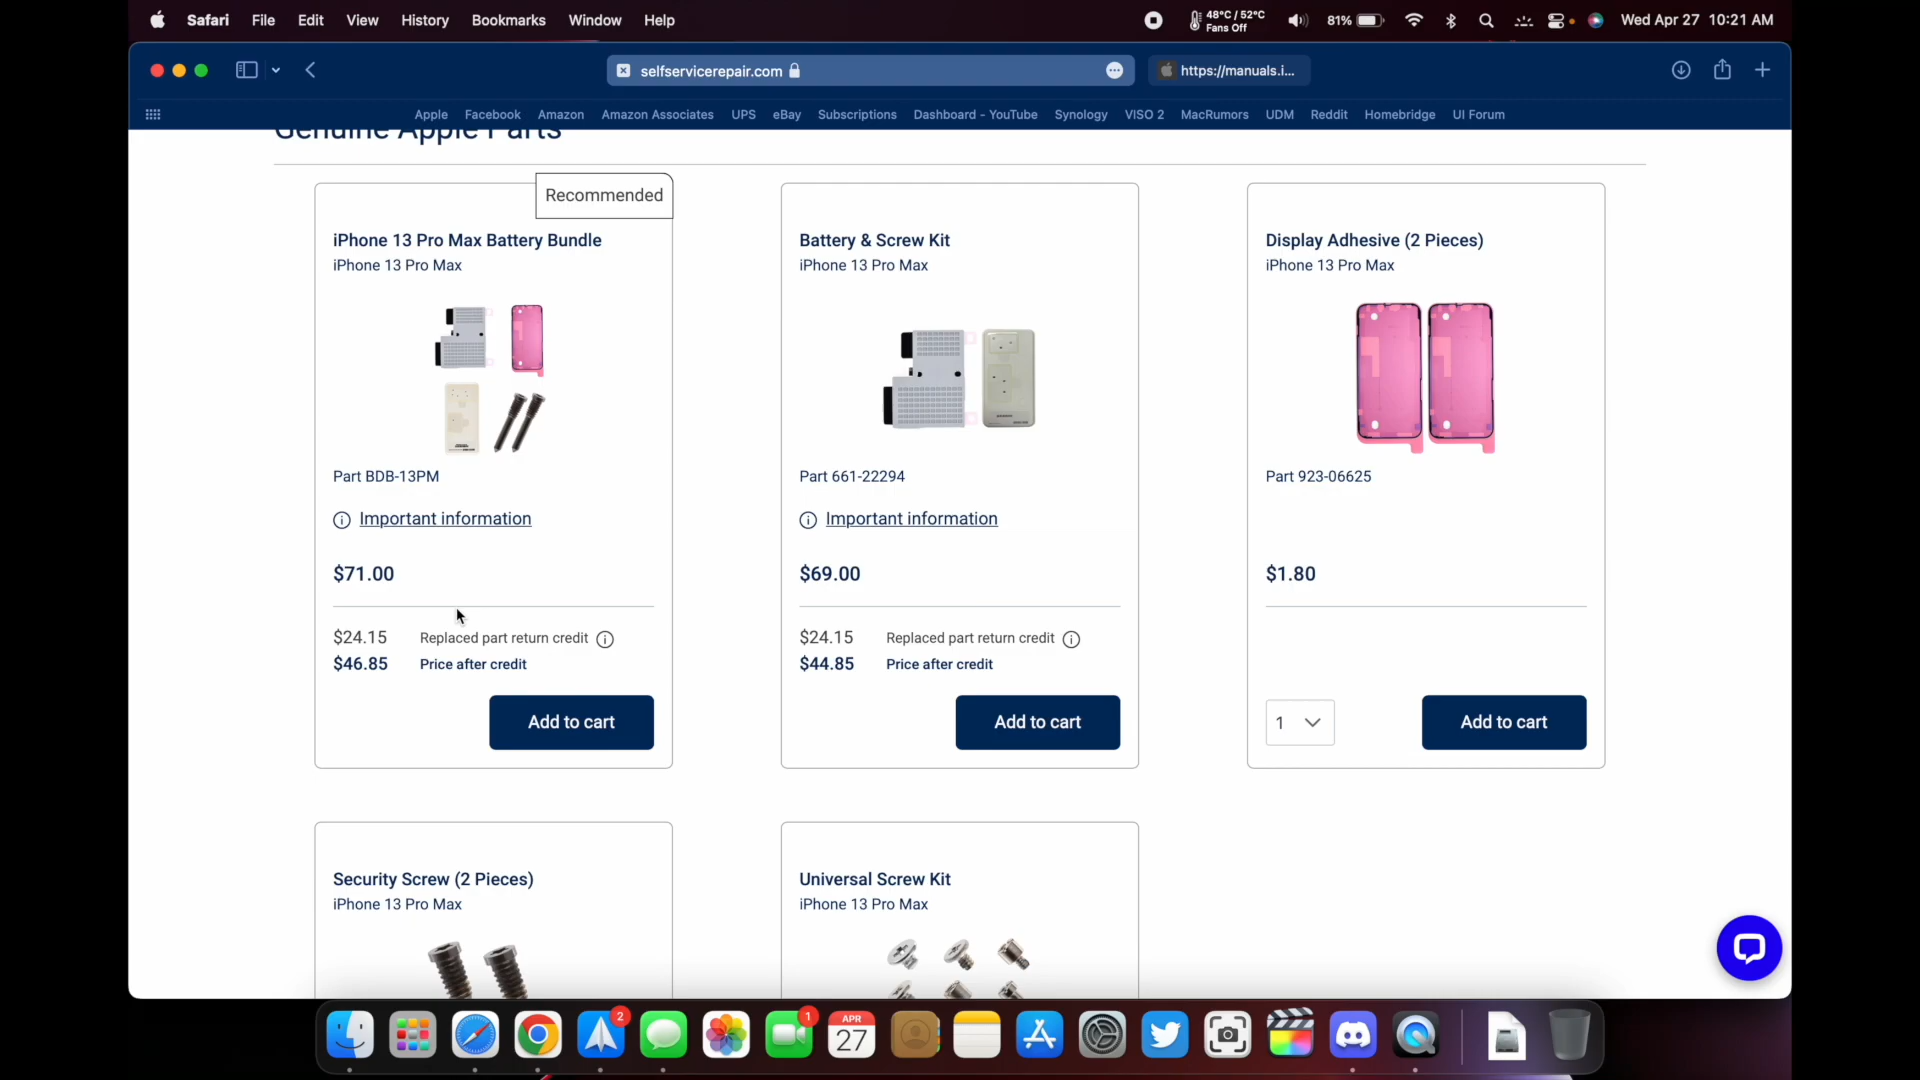 Safari File Edit View History Bookmarks Window Help
48°C / 52°C
Fans Off
81%
Wed Apr 27 10:21 AM
selfservicerepair.com
https://manuals.i...
Apple Facebook Amazon Amazon Associates UPS eBay Subscriptions Dashboard - YouTube Synology VISO 2 MacRumors UDM Reddit Homebridge UI Forum
Genuine Apple Parts
Recommended
iPhone 13 Pro Max Battery Bundle
iPhone 13 Pro Max
Part BDB-13PM
Important information
$71.00
$24.15 Replaced part return credit
$46.85 Price after credit
Add to cart
Battery & Screw Kit
iPhone 13 Pro Max
Part 661-22294
Important information
$69.00
$24.15 Replaced part return credit
$44.85 Price after credit
Add to cart
Display Adhesive (2 Pieces)
iPhone 13 Pro Max
Part 923-06625
$1.80
1
Add to cart
Security Screw (2 Pieces)
iPhone 13 Pro Max
Universal Screw Kit
iPhone 13 Pro Max
2
1
APR
27